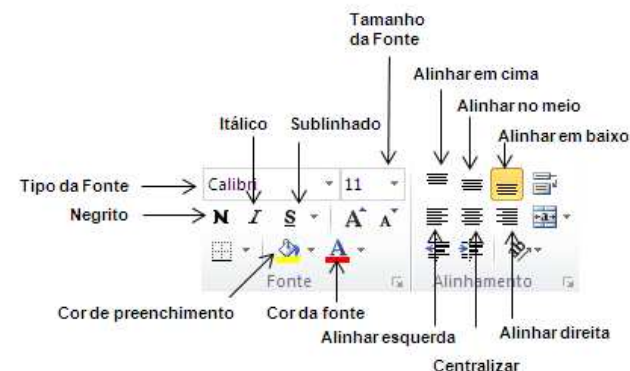 Tamanho
da Fonte
Alinhar em cima
Alinhar no meio
Itálico Sublinhado
Alinhar em baixo
Tipo da Fonte
Calibri 11
Negrito
N I S A A
A
Fonte Alinhamento
Cor de preenchimento Cor da fonte
Alinhar esquerda Alinhar direita
Centralizar